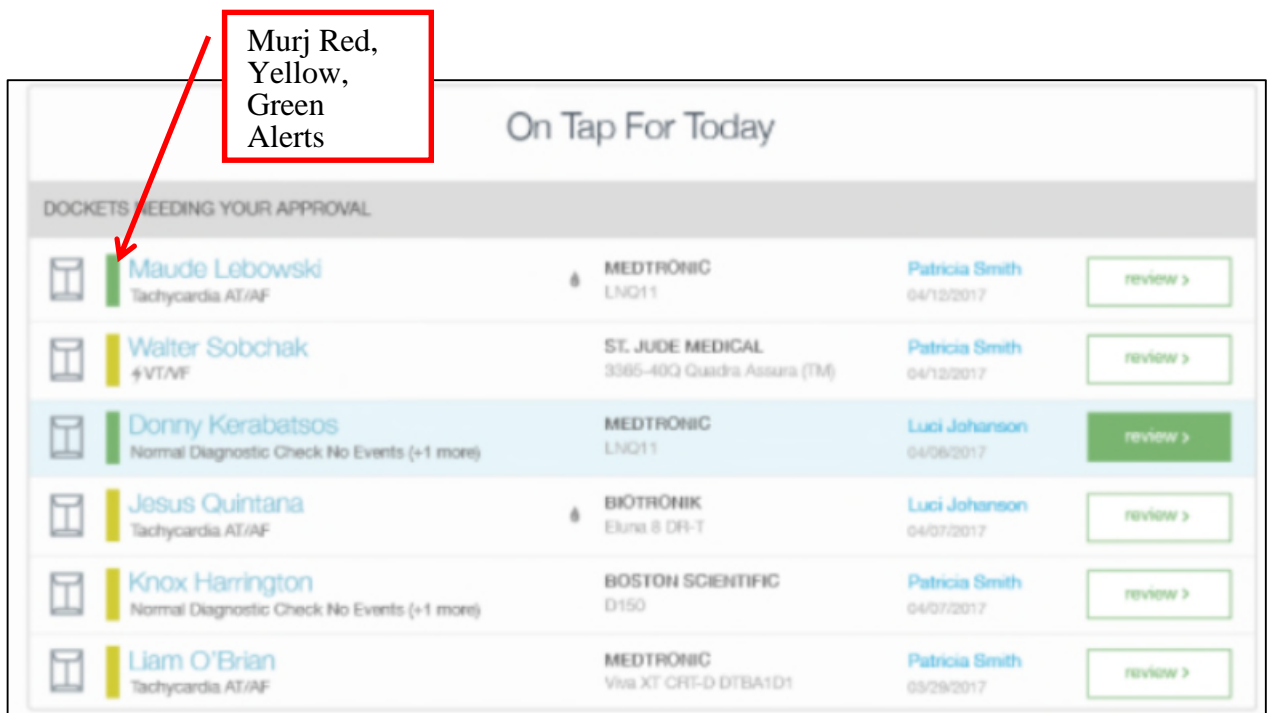 Murj Red,
Yellow,
Green
Alerts
On Tap For Today
DOCKETS NEEDING YOUR APPROVAL
Maude Lebowski MEDTRONIC Patricia Smith review >
Tachycardia AT/AF LNQ11 04/12/2017
Walter Sobchak ST. JUDE MEDICAL Patricia Smith review >
VT/VF 3365-40Q Quadra Assura (TM) 04/12/2017
Donny Kerabatsos MEDTRONIC Luci Johanson review >
Normal Diagnostic Check No Events (+1 more) LNQ11 04/08/2017
Jesus Quintana BIOTRONIK Luci Johanson review >
Tachycardia AT/AF Eluna 8 DR-T 04/07/2017
Knox Harrington BOSTON SCIENTIFIC Patricia Smith review >
Normal Diagnostic Check No Events (+1 more) D150 04/07/2017
Liam O'Brian MEDTRONIC Patricia Smith review >
Tachycardia AT/AF Viva XT CRT-D DTBA1D1 03/29/2017